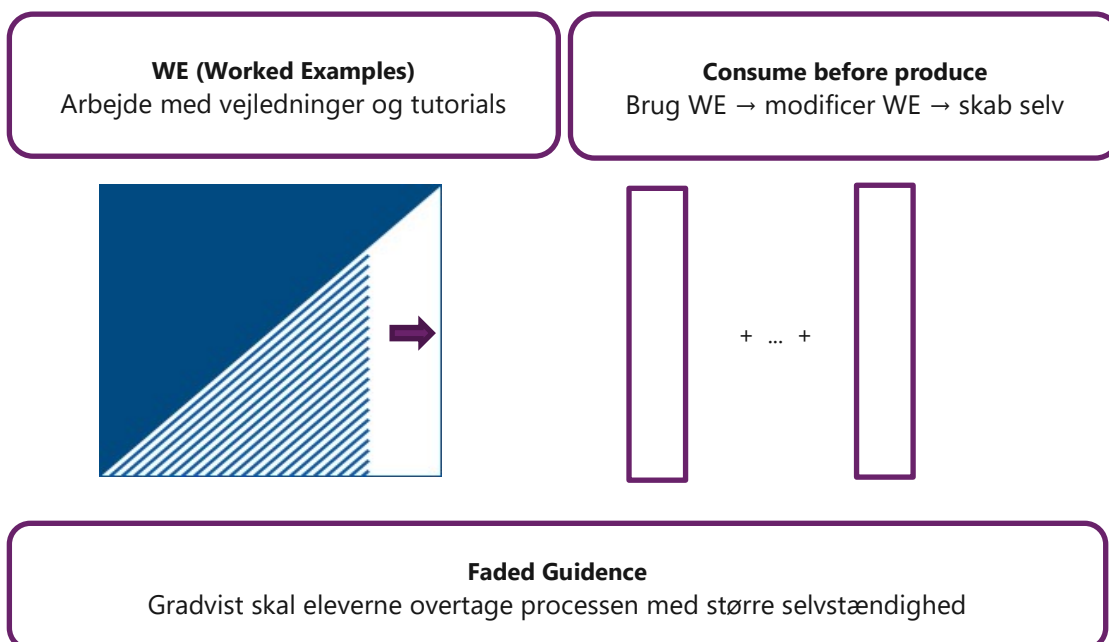 WE (Worked Examples)
Arbejde med vejledninger og tutorials
Consume before produce
Brug WE → modificer WE → skab selv
+ ... +
Faded Guidence
Gradvist skal eleverne overtage processen med større selvstændighed